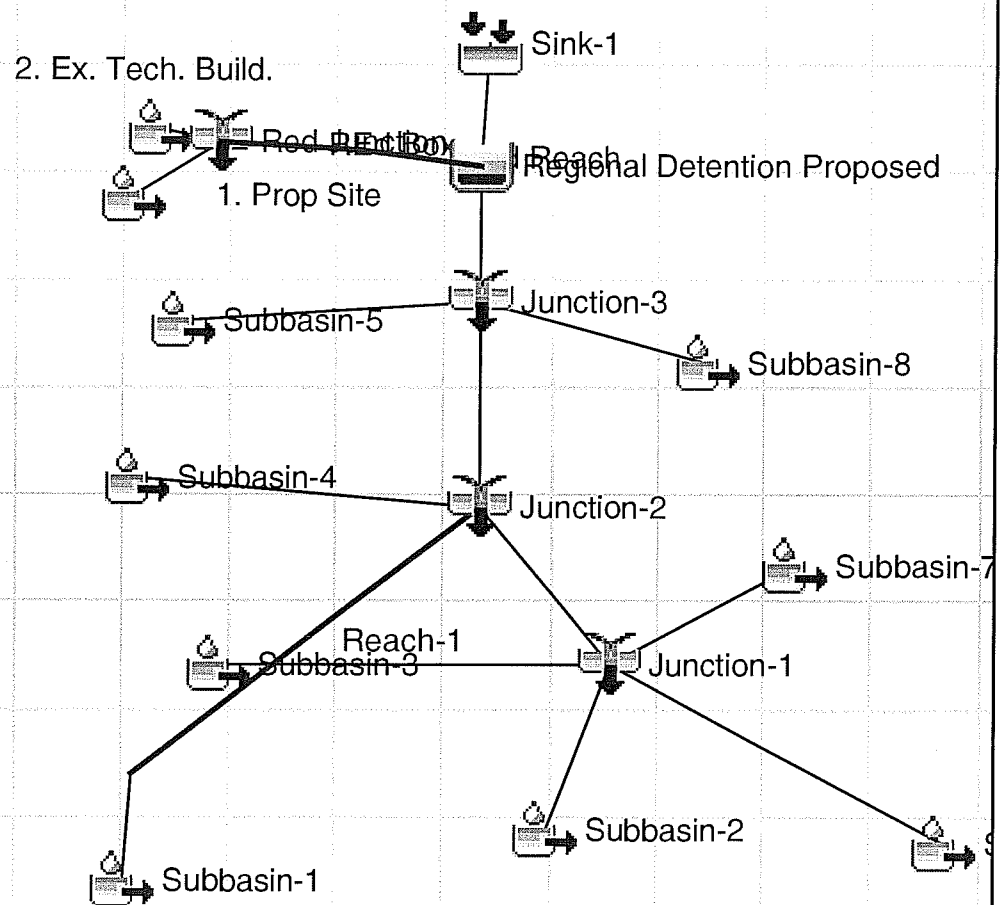 Sink-1
2. Ex. Tech. Build.
Reach
Regional Detention Proposed
1. Prop Site
Junction-3
Subbasin-5
Subbasin-8
Subbasin-4
Junction-2
Subbasin-7
Reach-1
Subbasin-3
Junction-1
Subbasin-2
Subbasin-1